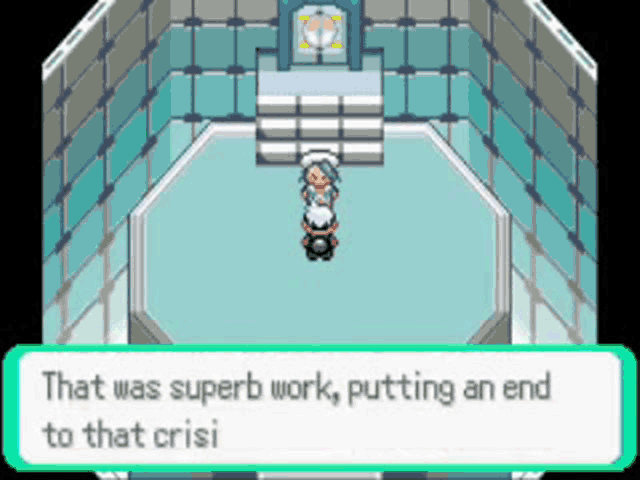 That was superb work, putting an end
to that crisi